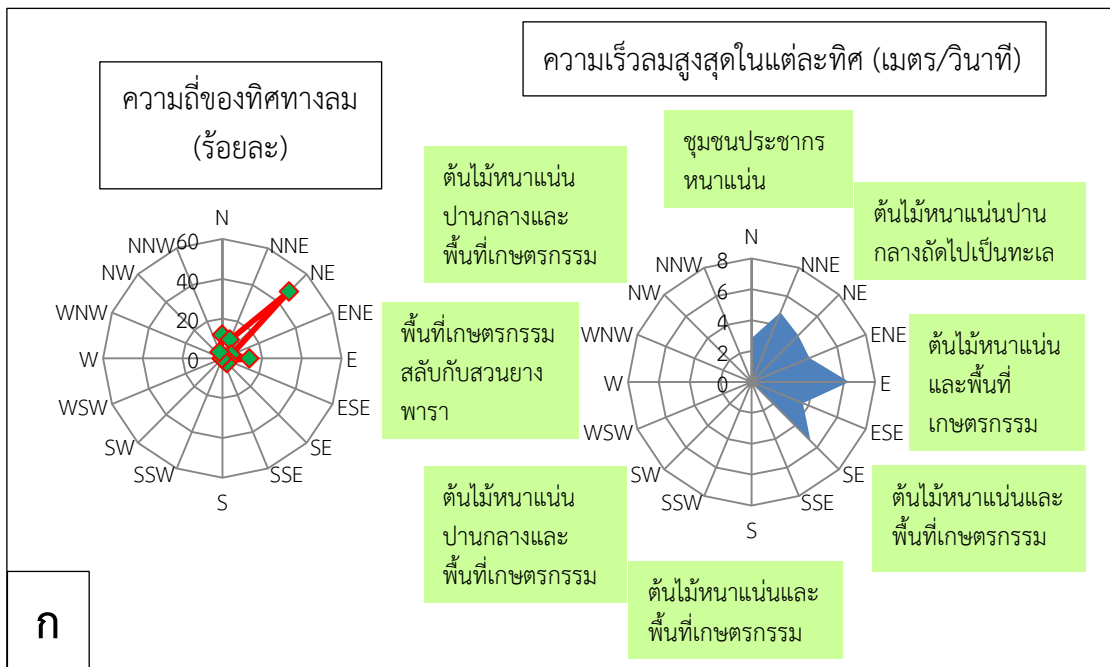 ความถี่ของทิศทางลม
(ร้อยละ)
N
NNE
NE
ENE
E
ESE
SE
SSE
S
SSW
SW
WSW
W
WNW
NW
NNW
60
40
20
0
ความเร็วลมสูงสุดในแต่ละทิศ (เมตร/วินาที)
N
NNE
NE
ENE
E
ESE
SE
SSE
S
SSW
SW
WSW
W
WNW
NW
NNW
8
6
4
2
0
ชุมชนประชากร
หนาแน่น
ต้นไม้หนาแน่นปาน
กลางถัดไปเป็นทะเล
ต้นไม้หนาแน่น
และพื้นที่
เกษตรกรรม
ต้นไม้หนาแน่นและ
พื้นที่เกษตรกรรม
ต้นไม้หนาแน่นและ
พื้นที่เกษตรกรรม
ต้นไม้หนาแน่น
ปานกลางและ
พื้นที่เกษตรกรรม
พื้นที่เกษตรกรรม
สลับกับสวนยาง
พารา
ต้นไม้หนาแน่น
ปานกลางและ
พื้นที่เกษตรกรรม
ก